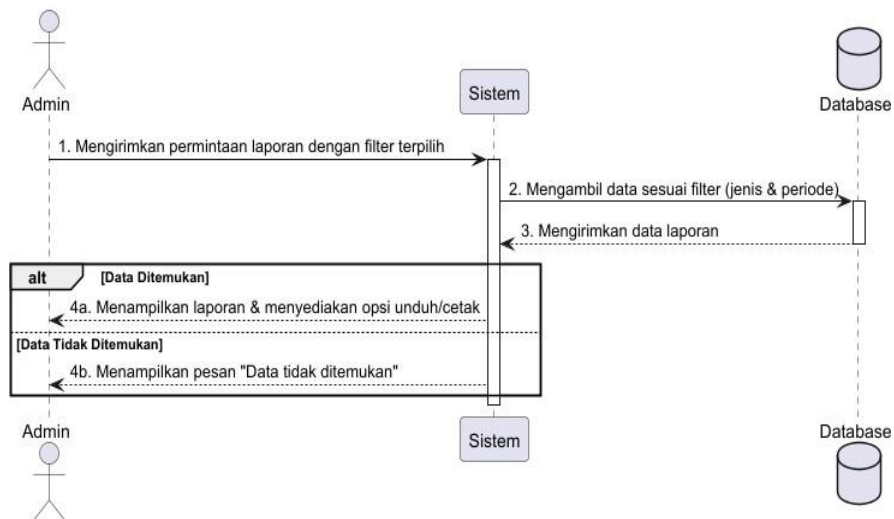 Admin
Sistem
Database
1. Mengirimkan permintaan laporan dengan filter terpilih
2. Mengambil data sesuai filter (jenis & periode)
3. Mengirimkan data laporan
alt [Data Ditemukan]
4a. Menampilkan laporan & menyediakan opsi unduh/cetak
[Data Tidak Ditemukan]
4b. Menampilkan pesan "Data tidak ditemukan"
Admin
Sistem
Database